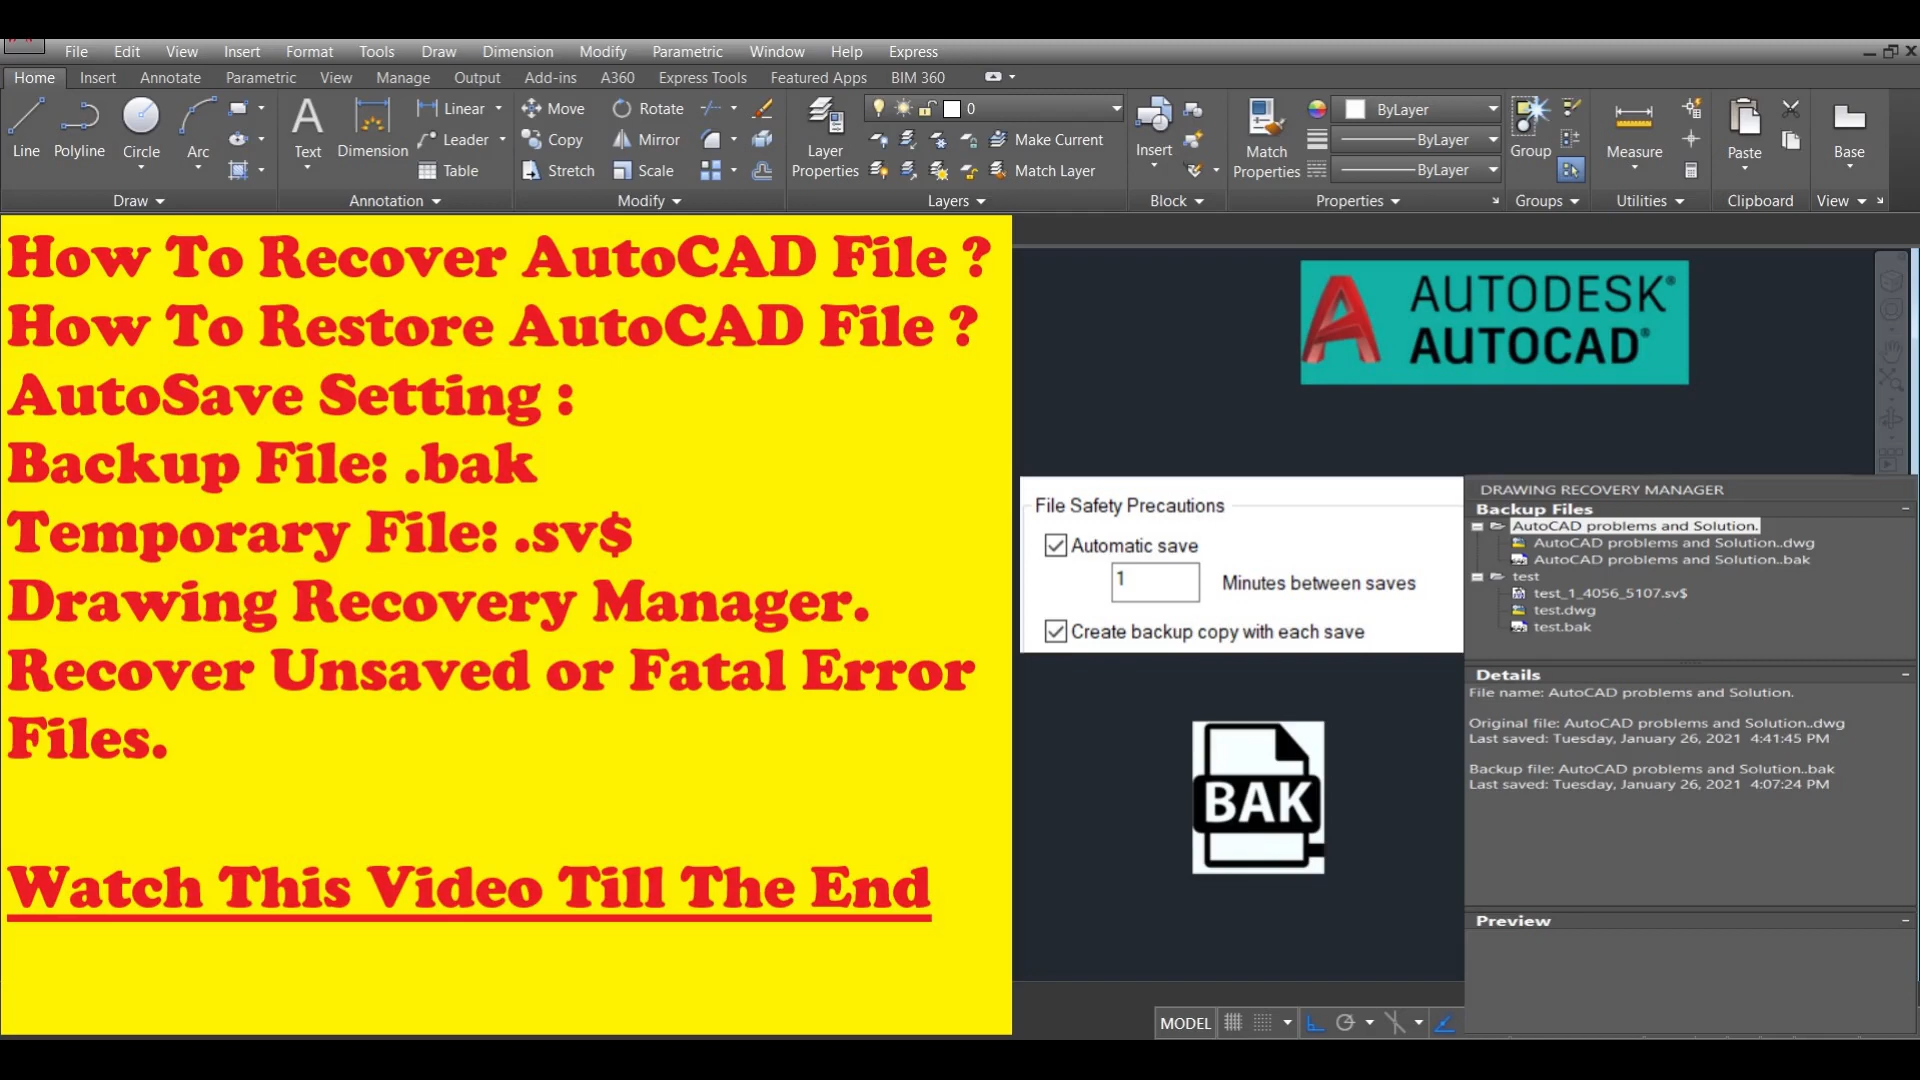 File Edit View Insert Format Tools Draw Dimension Modify Parametric Window Help Express
Home Insert Annotate Parametric View Manage Output Add-ins A360 Express Tools Featured Apps BIM 360
Line Polyline Circle Arc
Draw
Text Dimension
Linear
Leader
Table
Annotation
Move Rotate
Copy Mirror
Stretch Scale
Modify
Layer
Properties
0
Make Current
Match Layer
Layers
Insert
Block
Match
Properties
ByLayer
ByLayer
ByLayer
Properties
Group
Groups
Measure
Utilities
Paste
Clipboard
Base
View
How To Recover AutoCAD File ?
How To Restore AutoCAD File ?
AutoSave Setting :
Backup File: .bak
Temporary File: .sv$
Drawing Recovery Manager.
Recover Unsaved or Fatal Error
Files.
Watch This Video Till The End
AUTODESK®
AUTOCAD®
File Safety Precautions
Automatic save
1 Minutes between saves
Create backup copy with each save
BAK
DRAWING RECOVERY MANAGER
Backup Files
AutoCAD problems and Solution.
AutoCAD problems and Solution..dwg
AutoCAD problems and Solution..bak
test
test_1_4056_5107.sv$
test.dwg
test.bak
Details
File name: AutoCAD problems and Solution.
Original file: AutoCAD problems and Solution..dwg
Last saved: Tuesday, January 26, 2021 4:41:45 PM
Backup file: AutoCAD problems and Solution..bak
Last saved: Tuesday, January 26, 2021 4:07:24 PM
Preview
MODEL